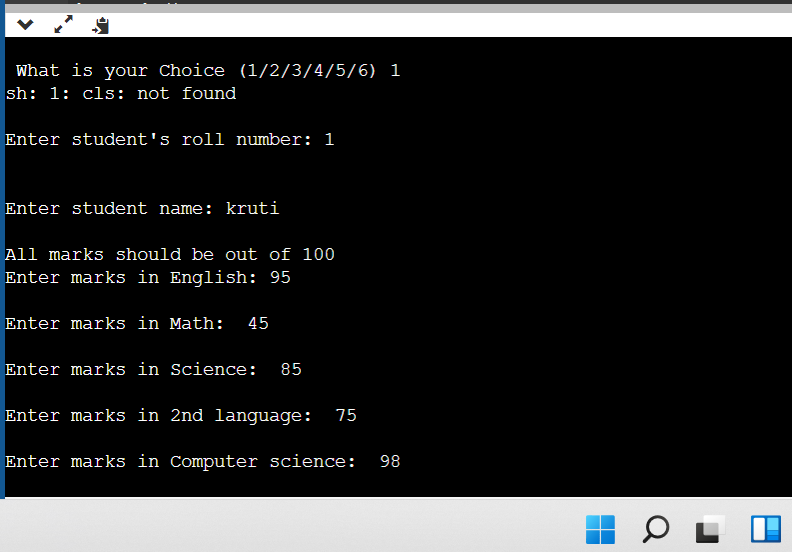 What is your Choice (1/2/3/4/5/6) 1
sh: 1: cls: not found
Enter student's roll number: 1
Enter student name: kruti
All marks should be out of 100
Enter marks in English: 95
Enter marks in Math:  45
Enter marks in Science:  85
Enter marks in 2nd language:  75
Enter marks in Computer science:  98